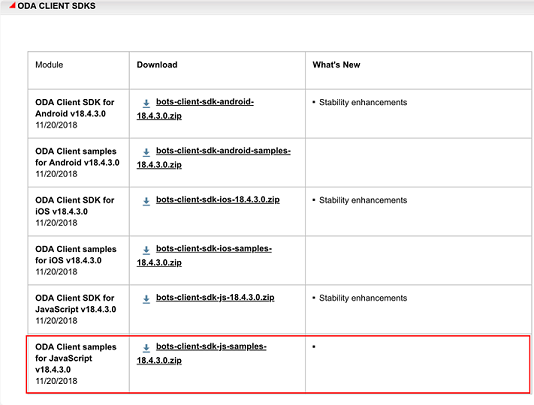 ODA CLIENT SDKS
Module Download What's New
ODA Client SDK for
Android v18.4.3.0
11/20/2018
bots-client-sdk-android-
18.4.3.0.zip
• Stability enhancements
ODA Client samples
for Android v18.4.3.0
11/20/2018
bots-client-sdk-android-samples-
18.4.3.0.zip
ODA Client SDK for
iOS v18.4.3.0
11/20/2018
bots-client-sdk-ios-18.4.3.0.zip
• Stability enhancements
ODA Client samples
for iOS v18.4.3.0
11/20/2018
bots-client-sdk-ios-samples-
18.4.3.0.zip
ODA Client SDK for
JavaScript v18.4.3.0
11/20/2018
bots-client-sdk-js-18.4.3.0.zip
• Stability enhancements
ODA Client samples
for JavaScript
v18.4.3.0
11/20/2018
bots-client-sdk-js-samples-
18.4.3.0.zip
•